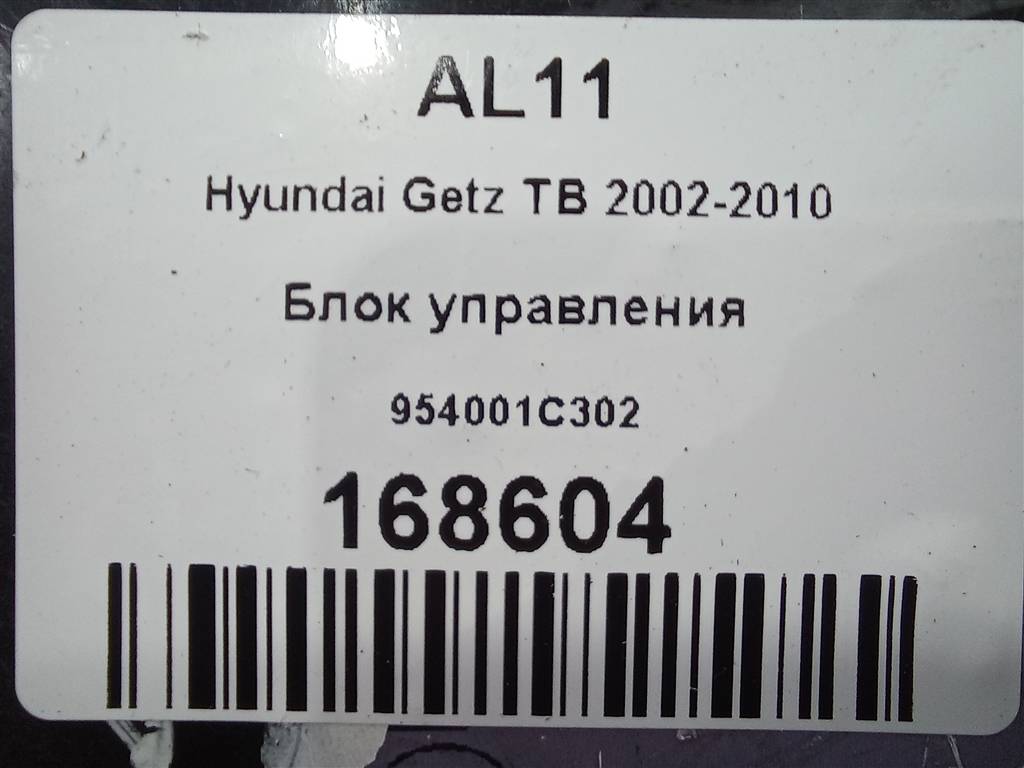 AL11
Hyundai Getz TB 2002-2010
Блок управления
954001C302
168604